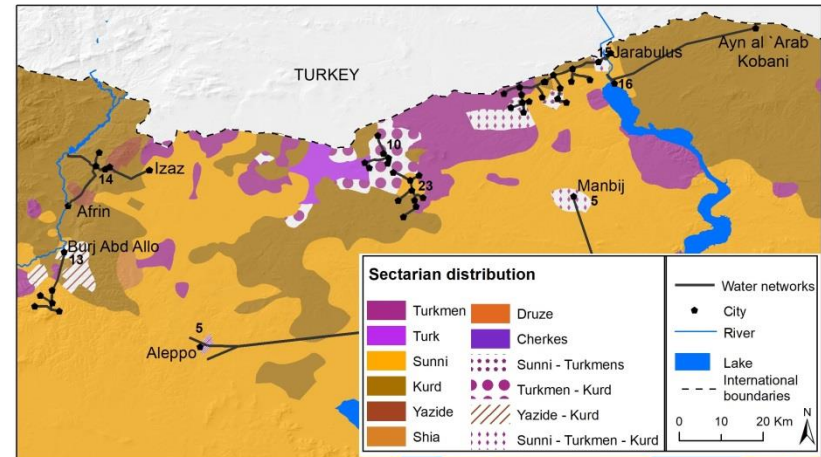 TURKEY
15
Jarabulus
Ayn al `Arab
Kobani
16
10
14
Izaz
23
Manbij
5
Afrin
Burj Abd Allo
13
5
Aleppo
Sectarian distribution
Turkmen
Turk
Sunni
Kurd
Yazide
Shia
Druze
Cherkes
Sunni - Turkmens
Turkmen - Kurd
Yazide - Kurd
Sunni - Turkmen - Kurd
Water networks
City
River
Lake
International
boundaries
N
0 10 20 Km